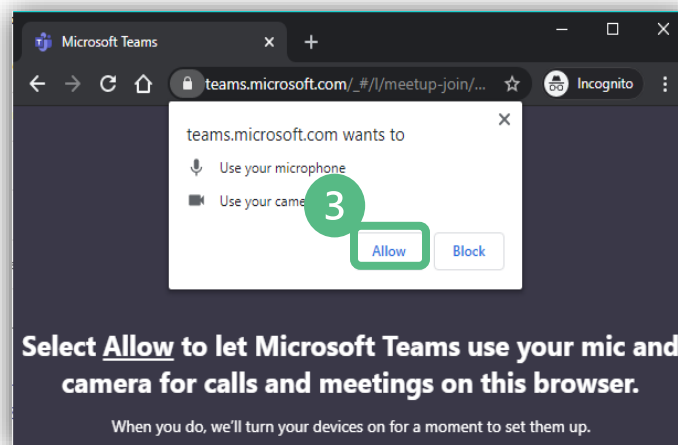 Microsoft Teams
teams.microsoft.com/_#/l/meetup-join/...
Incognito
teams.microsoft.com wants to
Use your microphone
Use your came
3
Allow
Block
Select Allow to let Microsoft Teams use your mic and
camera for calls and meetings on this browser.
When you do, we'll turn your devices on for a moment to set them up.